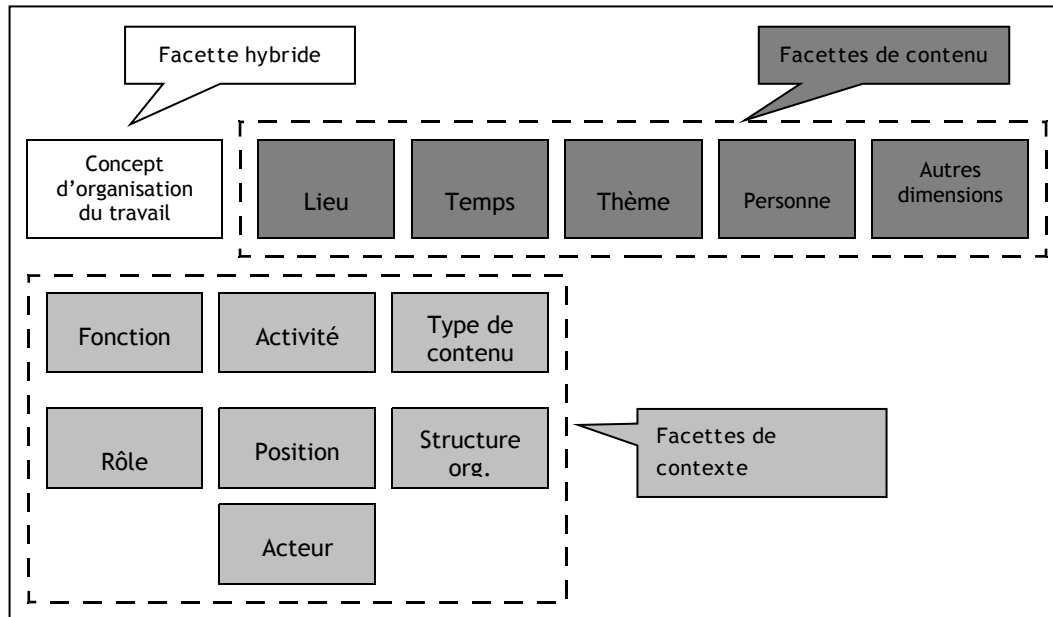 Facette hybride
Facettes de contenu
Concept
d’organisation
du travail
Lieu
Temps
Thème
Personne
Autres
dimensions
Fonction
Activité
Type de
contenu
Rôle
Position
Structure
org.
Acteur
Facettes de
contexte